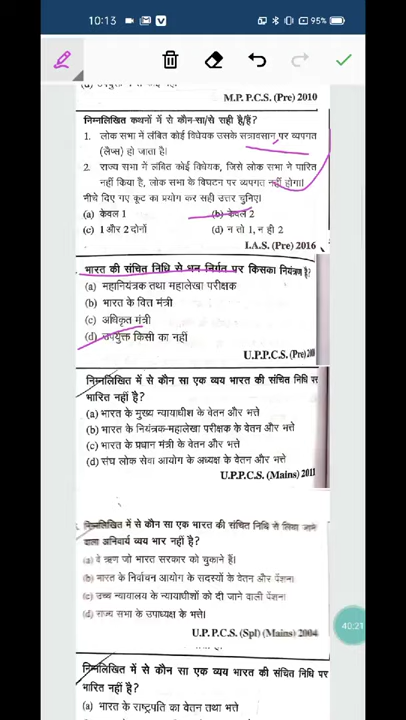 10:13
95%
M.P. P.C.S. (Pre) 2010
निम्नलिखित कथनों में से कौन-सा/से सही है/हैं?
1. लोक सभा में लंबित कोई विधेयक उसके सत्रावसान पर व्यपगत
(लैप्स) हो जाता है।
2. राज्य सभा में लंबित कोई विधेयक, जिसे लोक सभा ने पारित
नहीं किया है, लोक सभा के विघटन पर व्यपगत नहीं होगा।
नीचे दिए गए कूट का प्रयोग कर सही उत्तर चुनिए।
(a) केवल 1 (b) केवल 2
(c) 1 और 2 दोनों (d) न तो 1, न ही 2
I.A.S. (Pre) 2016
भारत की संचित निधि से धन निर्गत पर किसका नियंत्रण है?
(a) महानियंत्रक तथा महालेखा परीक्षक
(b) भारत के वित्त मंत्री
(c) अधिकृत मंत्री
(d) उपर्युक्त किसी का नहीं
U.P.P.C.S. (Pre)
निम्नलिखित में से कौन सा एक व्यय भारत की संचित निधि पर
भारित नहीं है?
(a) भारत के मुख्य न्यायाधीश के वेतन और भत्ते
(b) भारत के नियंत्रक-महालेखा परीक्षक के वेतन और भत्ते
(c) भारत के प्रधान मंत्री के वेतन और भत्ते
(d) संघ लोक सेवा आयोग के अध्यक्ष के वेतन और भत्ते
U.P.P.C.S. (Mains) 2011
निम्नलिखित में से कौन सा एक भारत की संचित निधि से लिया जाने
वाला अनिवार्य व्यय भार नहीं है?
(a) वे ऋण जो भारत सरकार को चुकाने हैं।
(b) भारत के निर्वाचन आयोग के सदस्यों के वेतन और पेंशन।
(c) उच्च न्यायालय के न्यायाधीशों को दी जाने वाली पेंशन।
(d) राज्य सभा के उपाध्यक्ष के भत्ते।
40:21
U.P. P.C.S. (Spl) (Mains) 2004
निम्नलिखित में से कौन सा एक व्यय भारत की संचित निधि पर
भारित नहीं है?
(a) भारत के राष्ट्रपति का वेतन तथा भत्ते